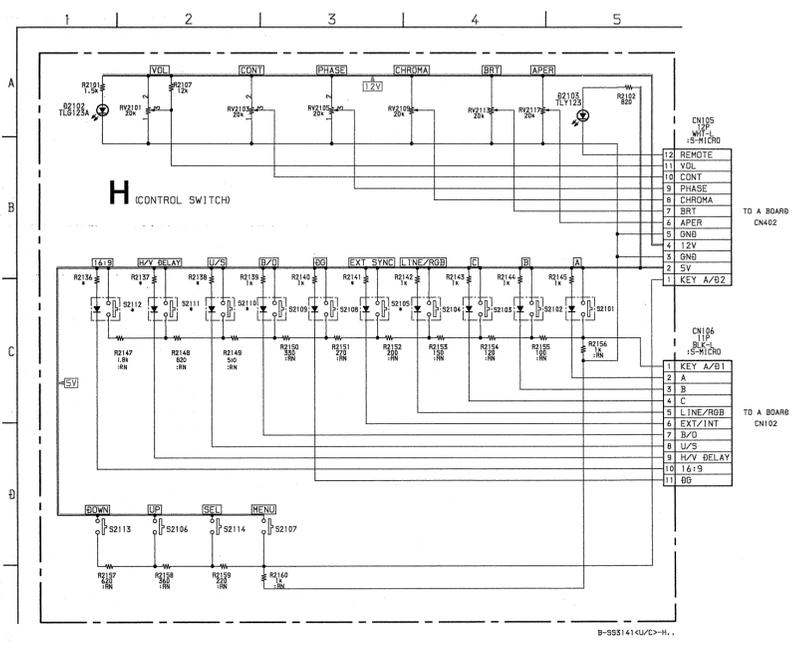 1 2 3 4 5
A
B
C
D
VOL CONT PHASE CHROMA BRT APER
12V
R2101
1.5k
R2107
12k
D2102
TLG123A
RV2102
20k
RV2103
20k
RV2105
20k
RV2109
20k
RV2113
20k
RV2117
20k
D2103
TLY123
R2102
820
CN105
12P
WHT-L
:S-MICRO
12 REMOTE
11 VOL
10 CONT
9 PHASE
8 CHROMA
7 BRT
6 APER
5 GND
4 12V
3 GND
2 5V
1 KEY A/D2
TO A BOARD
CN402
H (CONTROL SWITCH)
16:9 H/V DELAY U/S B/O DG EXT SYNC LINE/RGB C B A
R2136
*
R2137
*
R2138
*
R2139
1k
R2140
1k
R2141
*
R2142
1k
R2143
1k
R2144
1k
R2145
1k
S2112
*
S2111
*
S2110
*
S2109
S2108
S2105
*
S2104
S2103
S2102
S2101
R2147
1.8k
:RN
R2148
820
:RN
R2149
510
:RN
R2150
330
:RN
R2151
270
:RN
R2152
200
:RN
R2153
150
:RN
R2154
120
:RN
R2155
100
:RN
R2156
1k
:RN
5V
CN106
11P
BLK-L
:S-MICRO
1 KEY A/D1
2 A
3 B
4 C
5 LINE/RGB
6 EXT/INT
7 B/O
8 U/S
9 H/V DELAY
10 16:9
11 DG
TO A BOARD
CN102
DOWN UP SEL MENU
S2113 S2106 S2114 S2107
R2157
620
:RN
R2158
360
:RN
R2159
220
:RN
R2160
1k
:RN
B-SS3141<U/C>-H..